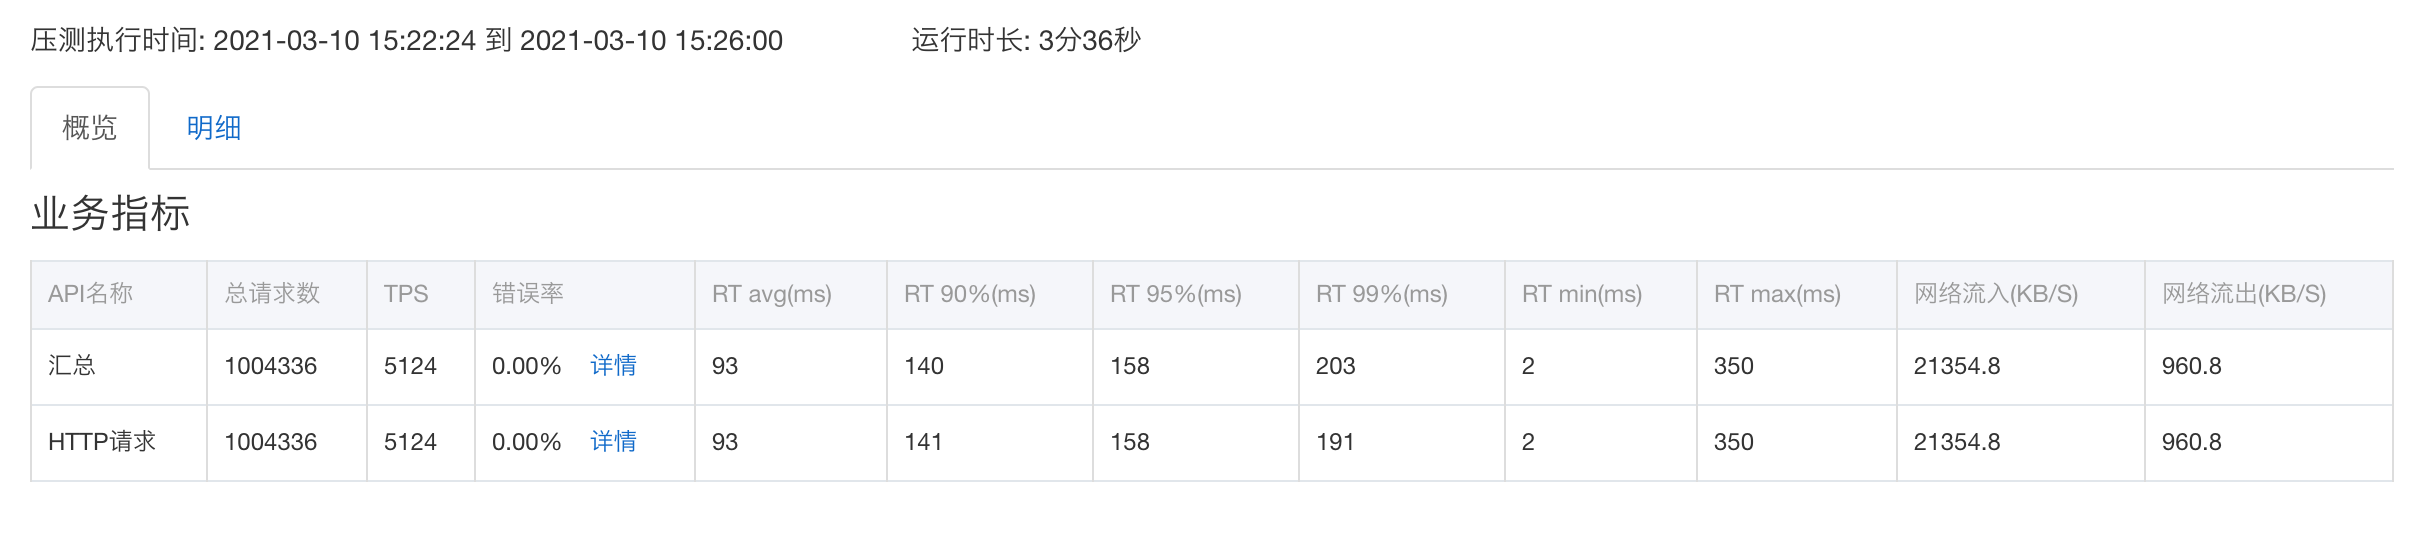 压测执行时间: 2021-03-10 15:22:24 到 2021-03-10 15:26:00 运行时长: 3分36秒
概览 明细
业务指标
API名称 总请求数 TPS 错误率 RT avg(ms) RT 90%(ms) RT 95%(ms) RT 99%(ms) RT min(ms) RT max(ms) 网络流入(KB/S) 网络流出(KB/S)
汇总 1004336 5124 0.00% 详情 93 140 158 203 2 350 21354.8 960.8
HTTP请求 1004336 5124 0.00% 详情 93 141 158 191 2 350 21354.8 960.8